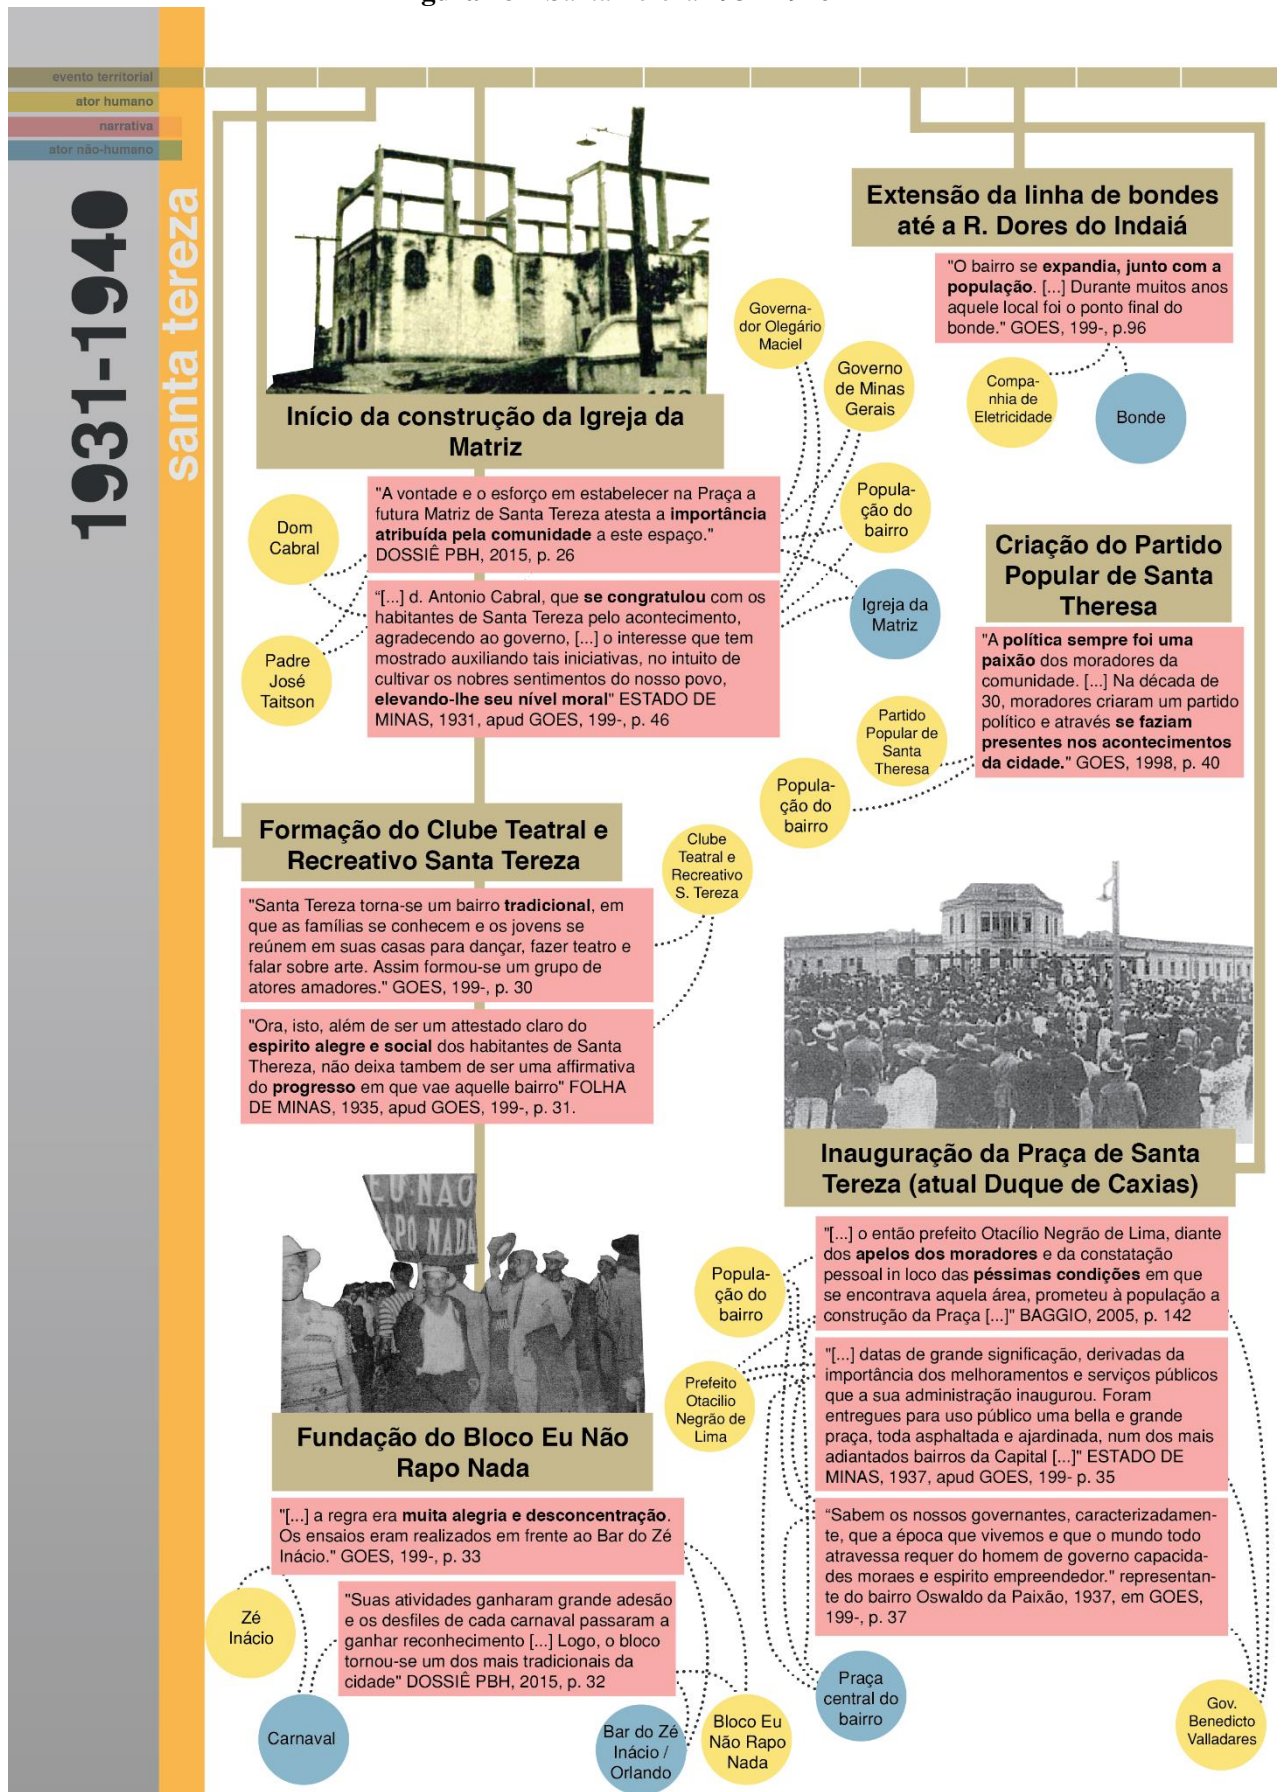 evento territorial
ator humano
narrativa
ator não-humano
1931-1940
santa tereza
Início da construção da Igreja da
Matriz
"A vontade e o esforço em estabelecer na Praça a
futura Matriz de Santa Tereza atesta a importância
atribuída pela comunidade a este espaço."
DOSSIÊ PBH, 2015, p. 26
“[...] d. Antonio Cabral, que se congratulou com os
habitantes de Santa Tereza pelo acontecimento,
agradecendo ao governo, [...] o interesse que tem
mostrado auxiliando tais iniciativas, no intuito de
cultivar os nobres sentimentos do nosso povo,
elevando-lhe seu nível moral" ESTADO DE
MINAS, 1931, apud GOES, 199-, p. 46
Dom
Cabral
Padre
José
Taitson
Governa-
dor Olegário
Maciel
Governo
de Minas
Gerais
Popula-
ção do
bairro
Igreja da
Matriz
Extensão da linha de bondes
até a R. Dores do Indaiá
"O bairro se expandia, junto com a
população. [...] Durante muitos anos
aquele local foi o ponto final do
bonde." GOES, 199-, p.96
Compa-
nhia de
Eletricidade
Bonde
Criação do Partido
Popular de Santa
Theresa
"A política sempre foi uma
paixão dos moradores da
comunidade. [...] Na década de
30, moradores criaram um partido
político e através se faziam
presentes nos acontecimentos
da cidade." GOES, 1998, p. 40
Partido
Popular de
Santa
Theresa
Popula-
ção do
bairro
Formação do Clube Teatral e
Recreativo Santa Tereza
"Santa Tereza torna-se um bairro tradicional, em
que as famílias se conhecem e os jovens se
reúnem em suas casas para dançar, fazer teatro e
falar sobre arte. Assim formou-se um grupo de
atores amadores." GOES, 199-, p. 30
"Ora, isto, além de ser um attestado claro do
espirito alegre e social dos habitantes de Santa
Thereza, não deixa tambem de ser uma affirmativa
do progresso em que vae aquelle bairro" FOLHA
DE MINAS, 1935, apud GOES, 199-, p. 31.
Clube
Teatral e
Recreativo
S. Tereza
Inauguração da Praça de Santa
Tereza (atual Duque de Caxias)
"[...] o então prefeito Otacílio Negrão de Lima, diante
dos apelos dos moradores e da constatação
pessoal in loco das péssimas condições em que
se encontrava aquela área, prometeu à população a
construção da Praça [...]" BAGGIO, 2005, p. 142
"[...] datas de grande significação, derivadas da
importância dos melhoramentos e serviços públicos
que a sua administração inaugurou. Foram
entregues para uso público uma bella e grande
praça, toda asphaltada e ajardinada, num dos mais
adiantados bairros da Capital [...]" ESTADO DE
MINAS, 1937, apud GOES, 199- p. 35
“Sabem os nossos governantes, caracterizadamen-
te, que a época que vivemos e que o mundo todo
atravessa requer do homem de governo capacida-
des moraes e espirito empreendedor." representan-
te do bairro Oswaldo da Paixão, 1937, em GOES,
199-, p. 37
Popula-
ção do
bairro
Prefeito
Otacilio
Negrão de
Lima
Praça
central do
bairro
Gov.
Benedicto
Valladares
EU NAO
APO NADA
Fundação do Bloco Eu Não
Rapo Nada
"[...] a regra era muita alegria e desconcentração.
Os ensaios eram realizados em frente ao Bar do Zé
Inácio." GOES, 199-, p. 33
"Suas atividades ganharam grande adesão
e os desfiles de cada carnaval passaram a
ganhar reconhecimento [...] Logo, o bloco
tornou-se um dos mais tradicionais da
cidade" DOSSIÊ PBH, 2015, p. 32
Zé
Inácio
Carnaval
Bar do Zé
Inácio /
Orlando
Bloco Eu
Não Rapo
Nada